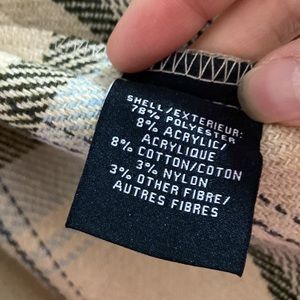 SHELL/EXTERIEUR:
78% POLYESTER
8% ACRYLIC/
ACRYLIQUE
8% COTTON/COTON
3% NYLON
3% OTHER FIBRE/
AUTRES FIBRES